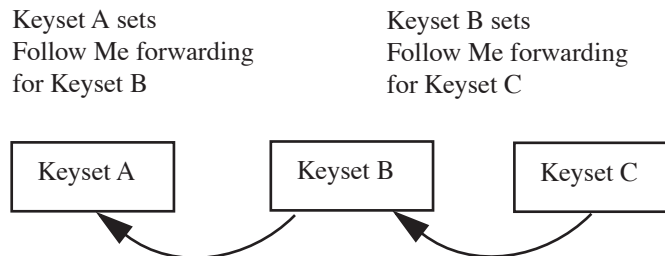 Keyset A sets
Follow Me forwarding
for Keyset B
Keyset B sets
Follow Me forwarding
for Keyset C
Keyset A
Keyset B
Keyset C